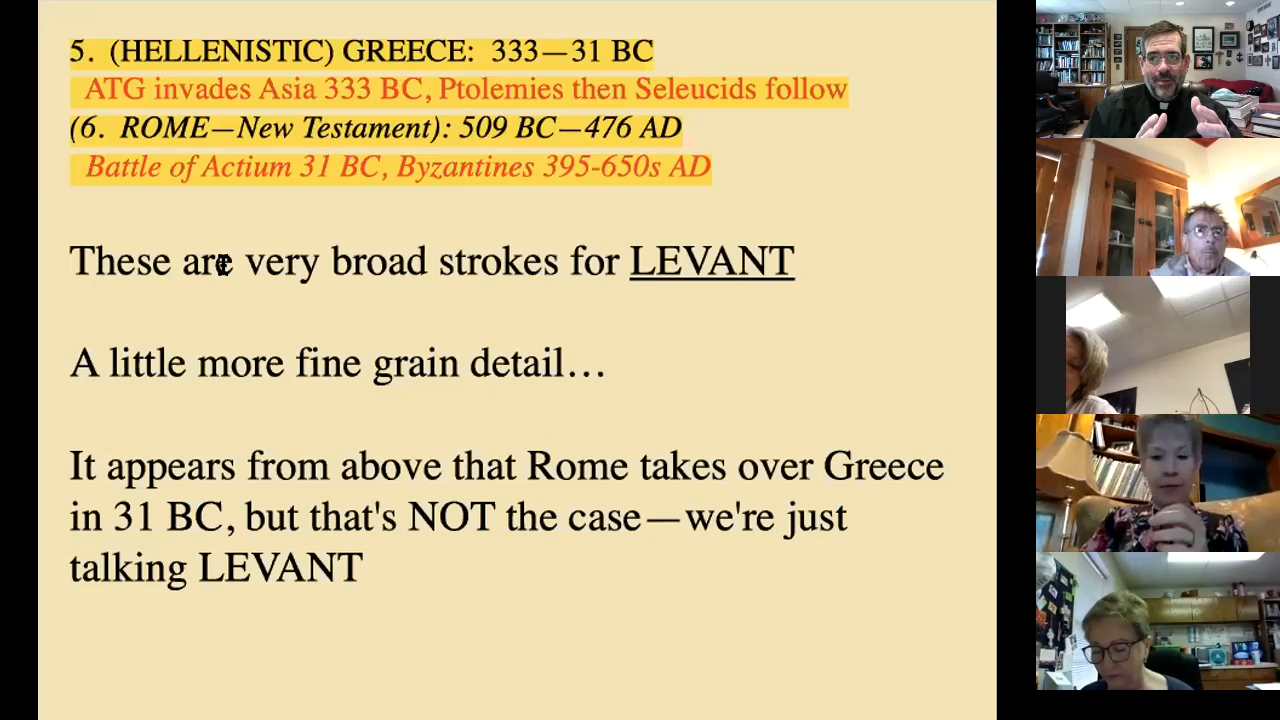 5. (HELLENISTIC) GREECE: 333—31 BC
ATG invades Asia 333 BC, Ptolemies then Seleucids follow
(6. ROME—New Testament): 509 BC—476 AD
Battle of Actium 31 BC, Byzantines 395-650s AD
These are very broad strokes for LEVANT
A little more fine grain detail…
It appears from above that Rome takes over Greece
in 31 BC, but that's NOT the case—we're just
talking LEVANT